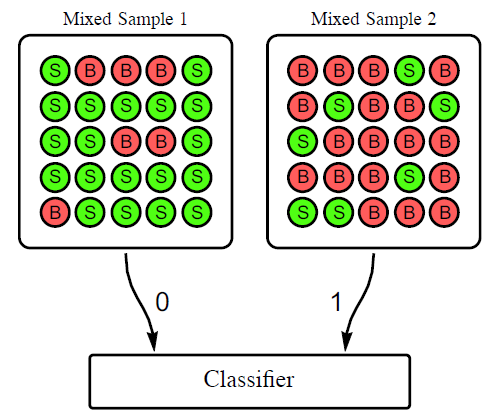 Mixed Sample 1
Mixed Sample 2
S B B B S
B B B S B
S S S S S
B S B B S
S S B B S
S B B B B
S S S S S
B B B S B
B S S S S
S S B B B
0
1
Classifier